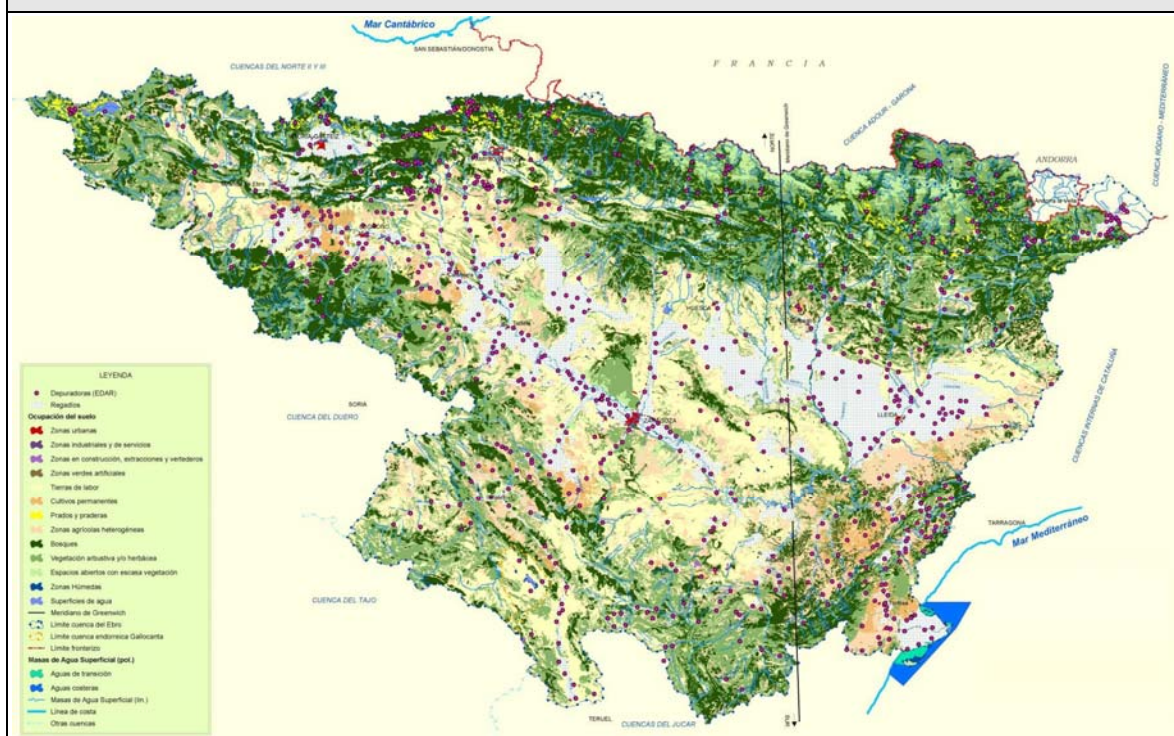 Mar Cantábrico
SAN SEBASTIÁN/DONOSTIA
CUENCAS DEL NORTE II Y III
F R A N C I A
CUENCA ADOUR - GARONA
CUENCA RÓDANO - MEDITERRÁNEO
NORTE
Meridiano de Greenwich
ANDORRA
Andorra la Vella
HUESCA
SORIA
CUENCA DEL DUERO
ZARAGOZA
LLEIDA
CUENCAS INTERNAS DE CATALUÑA
TARRAGONA
Mar Mediterráneo
CUENCA DEL TAJO
TERUEL
CUENCAS DEL JUCAR
SUR
LEYENDA
Depuradoras (EDAR)
Regadíos
Ocupación del suelo
Zonas urbanas
Zonas industriales y de servicios
Zonas en construcción, extracciones y vertederos
Zonas verdes artificiales
Tierras de labor
Cultivos permanentes
Prados y praderas
Zonas agrícolas heterogéneas
Bosques
Vegetación arbustiva y/o herbácea
Espacios abiertos con escasa vegetación
Zonas Húmedas
Superficies de agua
Meridiano de Greenwich
Límite cuenca del Ebro
Límite cuenca endorreica Gallocanta
Límite fronterizo
Masas de Agua Superficial (pol.)
Aguas de transición
Aguas costeras
Masas de Agua Superficial (lin.)
Línea de costa
Otras cuencas